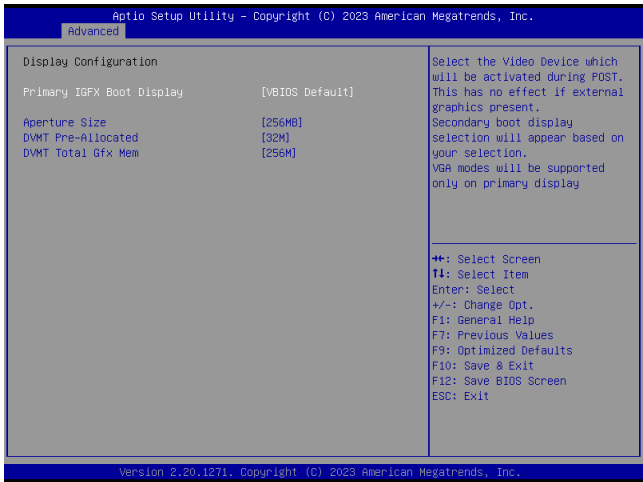 Aptio Setup Utility – Copyright (C) 2023 American Megatrends, Inc.
Advanced
Display Configuration
Primary IGFX Boot Display [VBIOS Default]
Aperture Size [256MB]
DVMT Pre-Allocated [32M]
DVMT Total Gfx Mem [256M]
Select the Video Device which
will be activated during POST.
This has no effect if external
graphics present.
Secondary boot display
selection will appear based on
your selection.
VGA modes will be supported
only on primary display
→←: Select Screen
↑↓: Select Item
Enter: Select
+/-: Change Opt.
F1: General Help
F7: Previous Values
F9: Optimized Defaults
F10: Save & Exit
F12: Save BIOS Screen
ESC: Exit
Version 2.20.1271. Copyright (C) 2023 American Megatrends, Inc.